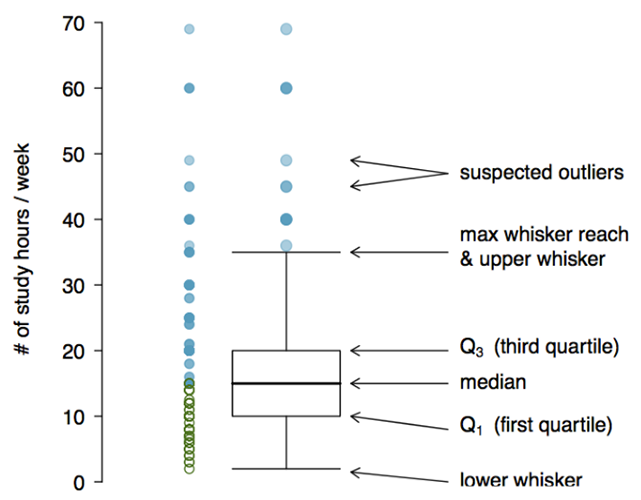 70
60
50
40
30
20
10
0
# of study hours / week
suspected outliers
max whisker reach
& upper whisker
Q₃ (third quartile)
median
Q₁ (first quartile)
lower whisker